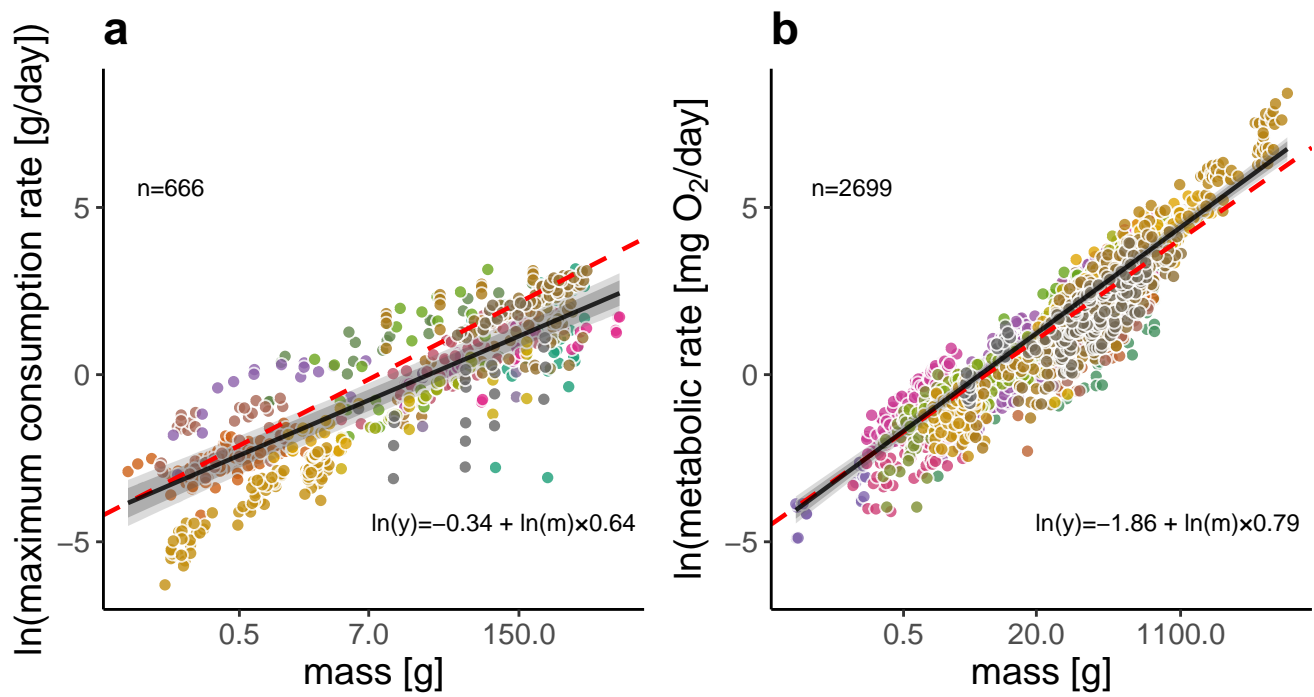 a
ln(maximum consumption rate [g/day])
n=666
5
0
−5
ln(y)=−0.34 + ln(m)×0.64
0.5 7.0 150.0
mass [g]
b
ln(metabolic rate [mg O₂/day]
n=2699
5
0
−5
ln(y)=−1.86 + ln(m)×0.79
0.5 20.0 1100.0
mass [g]